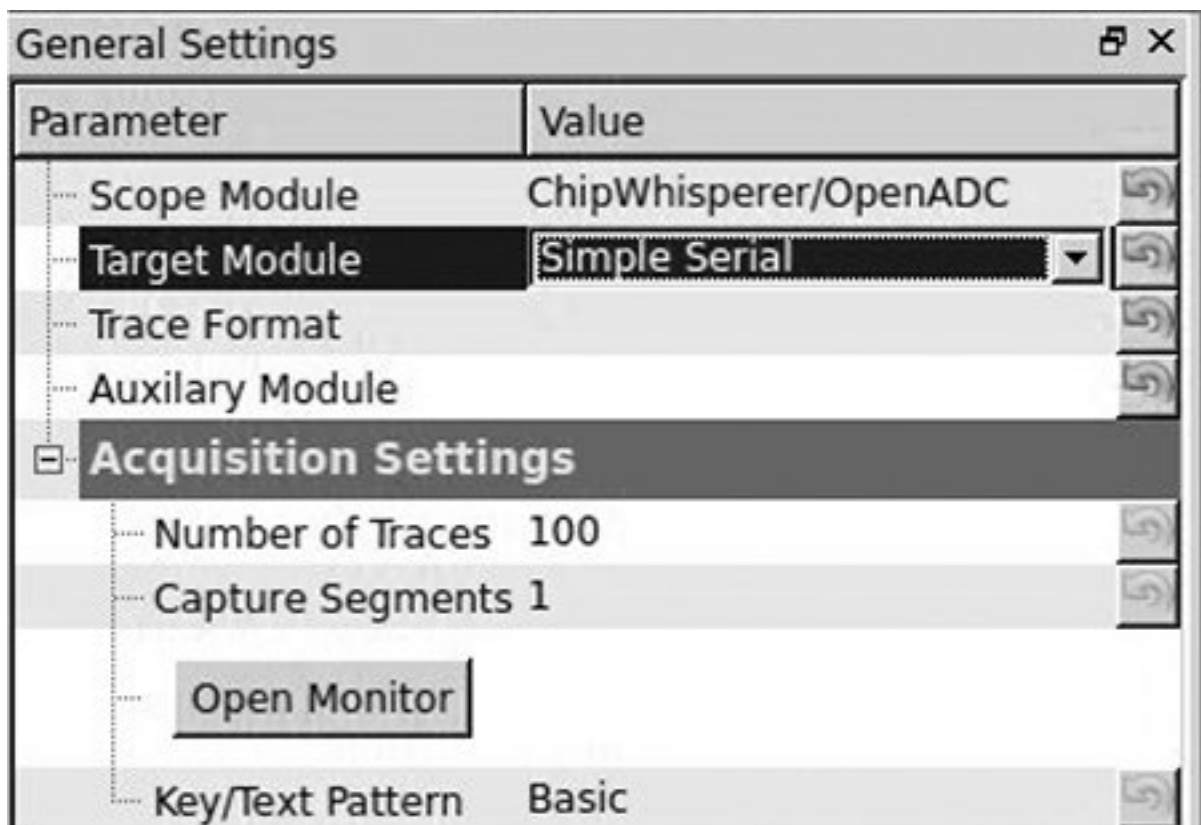 General Settings
Parameter Value
Scope Module ChipWhisperer/OpenADC
Target Module Simple Serial
Trace Format
Auxilary Module
Acquisition Settings
Number of Traces 100
Capture Segments 1
Open Monitor
Key/Text Pattern Basic